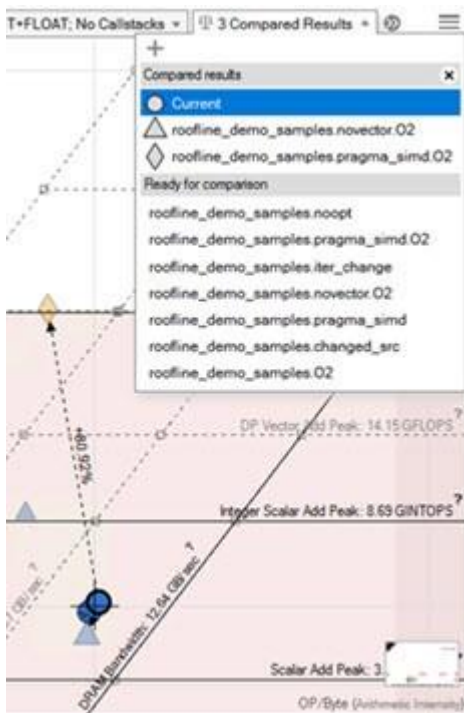 T+FLOAT; No Callstacks
3 Compared Results
+
Compared results
Current
roofline_demo_samples.novector.O2
roofline_demo_samples.pragma_simd.O2
Ready for comparison
roofline_demo_samples.noopt
roofline_demo_samples.pragma_simd.O2
roofline_demo_samples.iter_change
roofline_demo_samples.novector.O2
roofline_demo_samples.pragma_simd
roofline_demo_samples.changed_src
roofline_demo_samples.O2
DP Vector Add Peak: 14.15 GFLOPS ?
+80.92%
Integer Scalar Add Peak: 8.69 GINTOPS ?
GB/sec ?
DRAM Bandwidth: 12.64 GB/sec ?
Scalar Add Peak: 3
OP/Byte (Arithmetic Intensity)